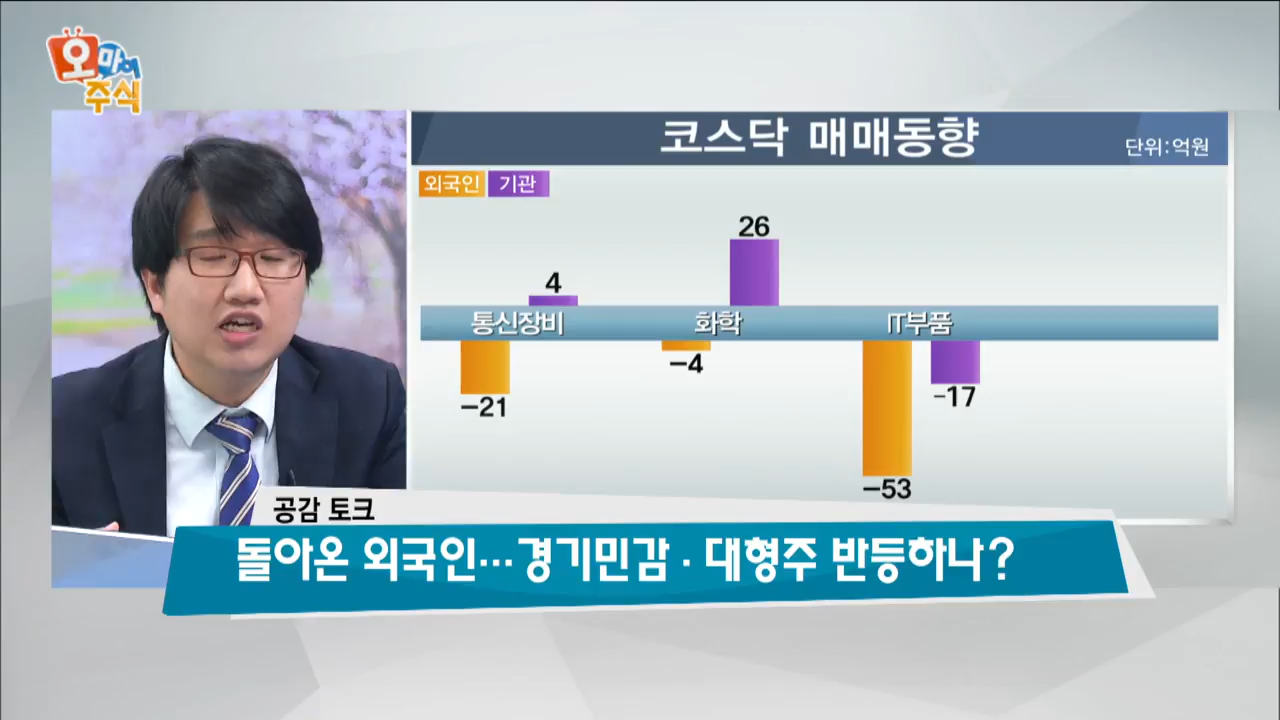 오마이
주식
코스닥 매매동향
단위:억원
외국인 기관
26
4
통신장비 화학 IT부품
-4
-17
-21
-53
공감 토크
돌아온 외국인…경기민감·대형주 반등하나?